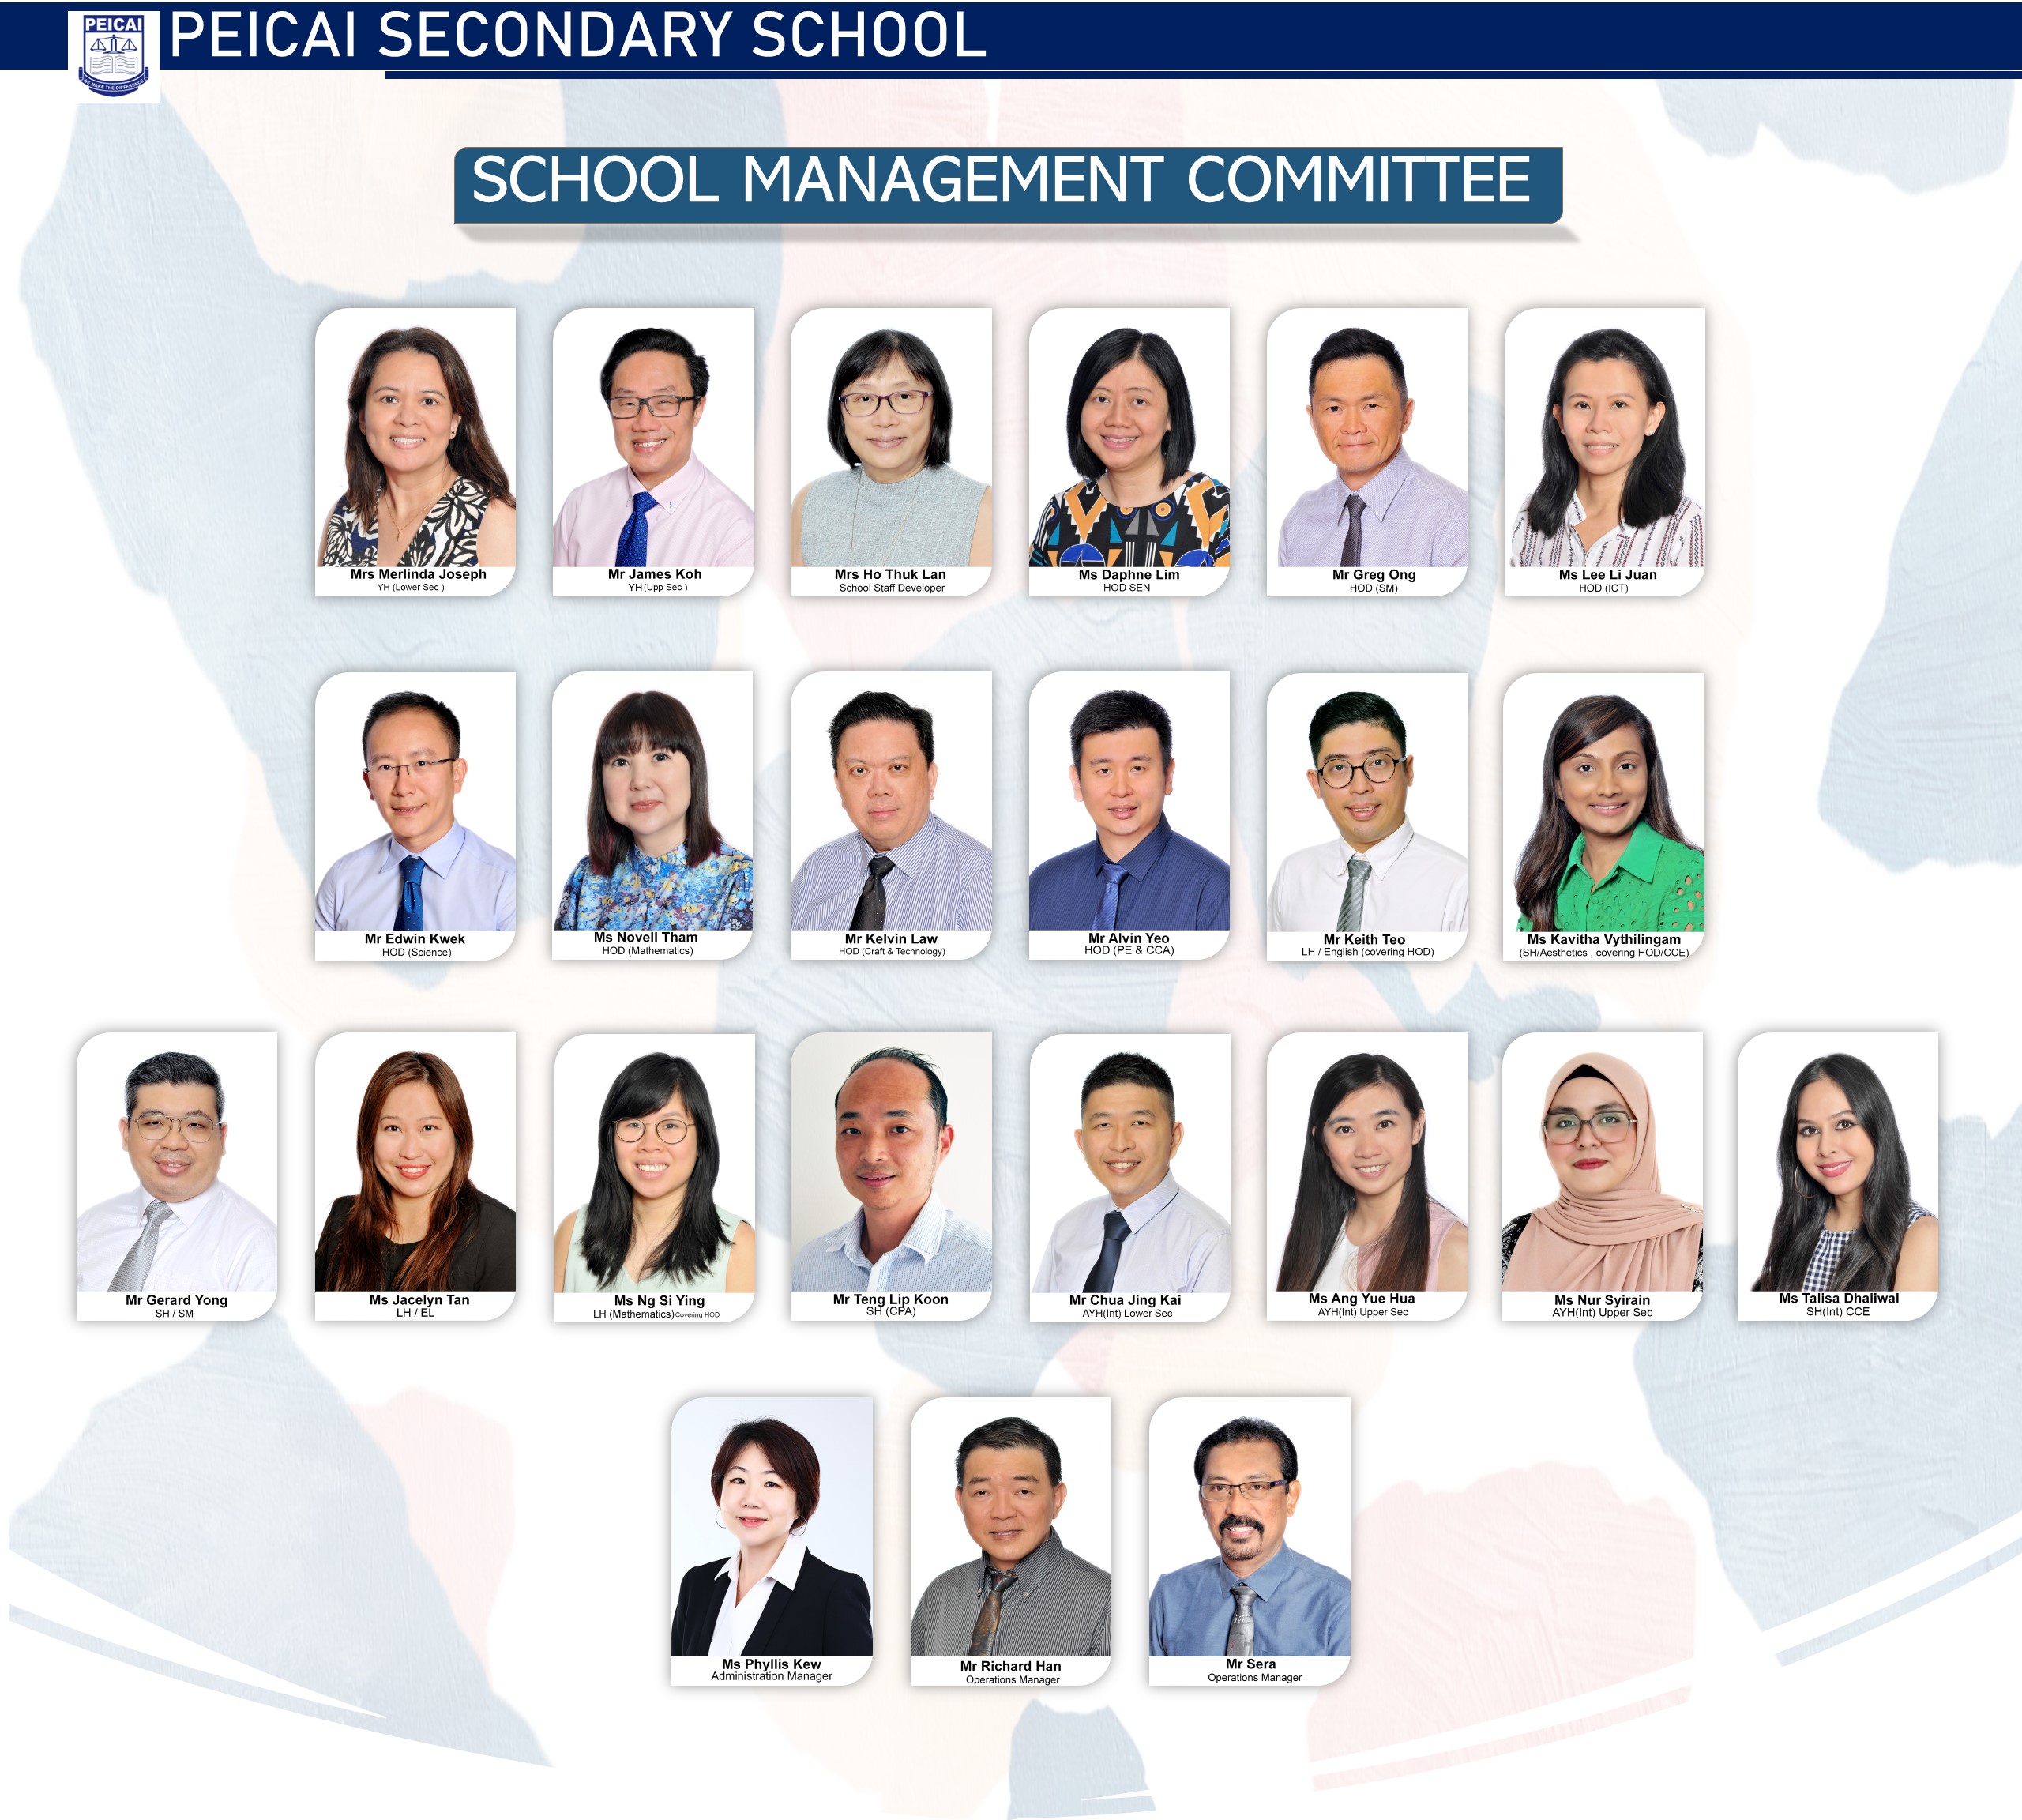 PEICAI
WE MAKE THE DIFFERENCE
PEICAI SECONDARY SCHOOL
SCHOOL MANAGEMENT COMMITTEE
Mrs Merlinda Joseph
YH (Lower Sec )
Mr James Koh
YH (Upp Sec )
Mrs Ho Thuk Lan
School Staff Developer
Ms Daphne Lim
HOD SEN
Mr Greg Ong
HOD (SM)
Ms Lee Li Juan
HOD (ICT)
Mr Edwin Kwek
HOD (Science)
Ms Novell Tham
HOD (Mathematics)
Mr Kelvin Law
HOD (Craft & Technology)
Mr Alvin Yeo
HOD (PE & CCA)
Mr Keith Teo
LH / English (covering HOD)
Ms Kavitha Vythilingam
(SH/Aesthetics , covering HOD/CCE)
Mr Gerard Yong
SH / SM
Ms Jacelyn Tan
LH / EL
Ms Ng Si Ying
LH (Mathematics) Covering HOD
Mr Teng Lip Koon
SH (CPA)
Mr Chua Jing Kai
AYH(Int) Lower Sec
Ms Ang Yue Hua
AYH(Int) Upper Sec
Ms Nur Syirain
AYH(Int) Upper Sec
Ms Talisa Dhaliwal
SH(Int) CCE
Ms Phyllis Kew
Administration Manager
Mr Richard Han
Operations Manager
Mr Sera
Operations Manager